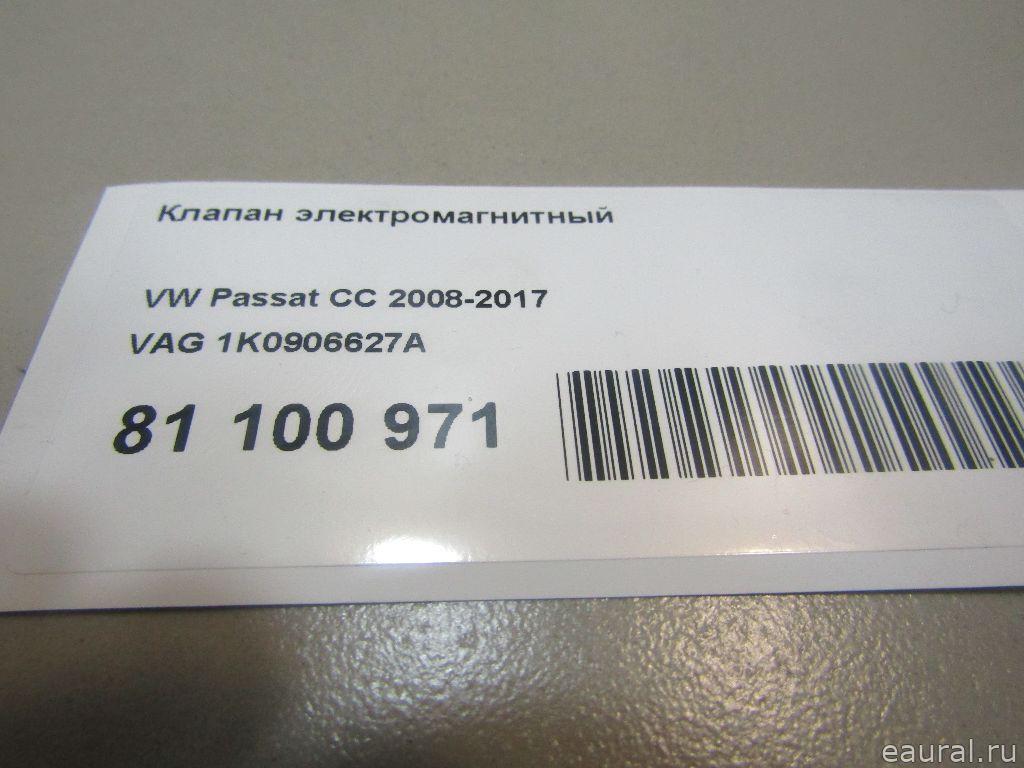 Клапан электромагнитный
VW Passat CC 2008-2017
VAG 1K0906627A
81 100 971
eaural.ru